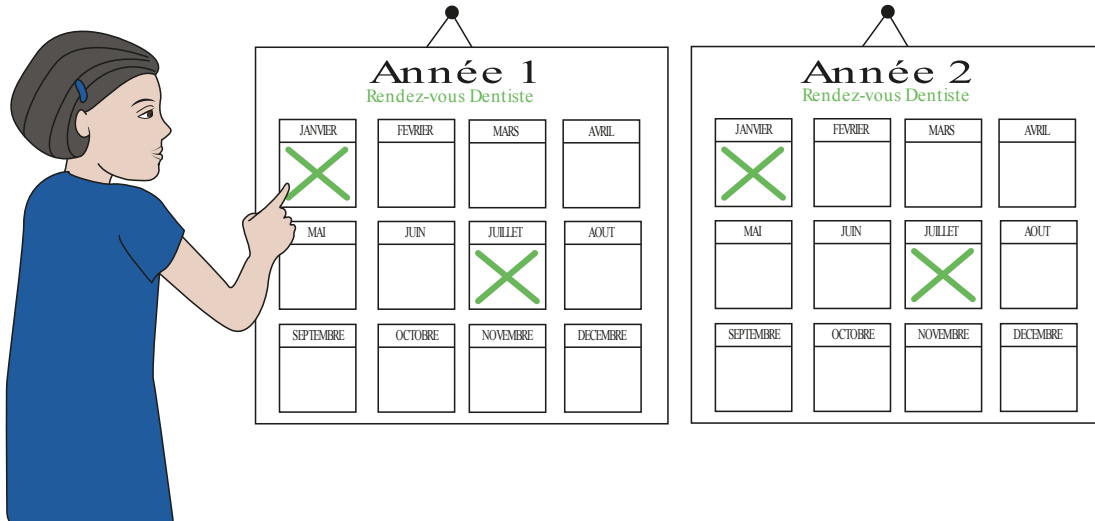 Année 1
Rendez-vous Dentiste
JANVIER FEVRIER MARS AVRIL
MAI JUIN JUILLET AOUT
SEPTEMBRE OCTOBRE NOVEMBRE DECEMBRE
Année 2
Rendez-vous Dentiste
JANVIER FEVRIER MARS AVRIL
MAI JUIN JUILLET AOUT
SEPTEMBRE OCTOBRE NOVEMBRE DECEMBRE